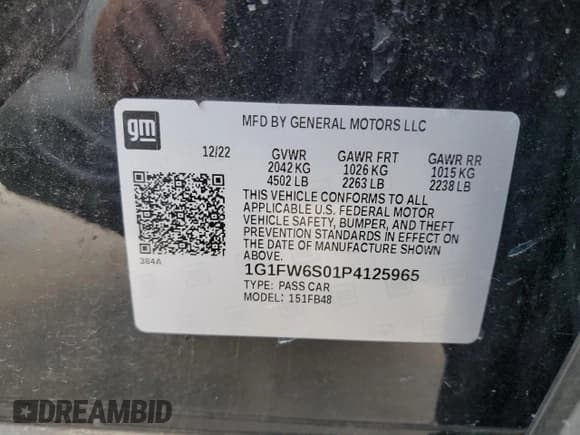 gm
MFD BY GENERAL MOTORS LLC
12/22 GVWR GAWR FRT GAWR RR
2042 KG 1026 KG 1015 KG
4502 LB 2263 LB 2238 LB
THIS VEHICLE CONFORMS TO ALL
APPLICABLE U.S. FEDERAL MOTOR
VEHICLE SAFETY, BUMPER, AND THEFT
PREVENTION STANDARDS IN EFFECT ON
THE DATE OF MANUFACTURE SHOWN
ABOVE.
384A
1G1FW6S01P4125965
TYPE: PASS CAR
MODEL: 151FB48
DREAMBID